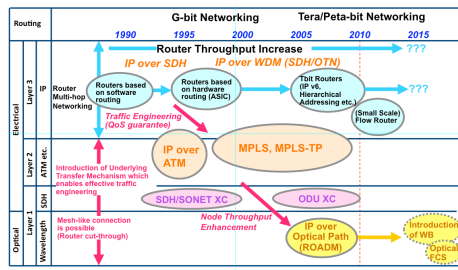 Routing
G-bit Networking
Tera/Peta-bit Networking
1990
1995
2000
2005
2010
2015
Router Throughput Increase
???
IP over SDH
IP over WDM (SDH/OTN)
Electrical
Layer 3
IP
Router
Multi-hop
Networking
Routers based
on software
routing
Routers based
on hardware
routing (ASIC)
Tbit Routers
(IP v6,
Hierarchical
Addressing etc.)
???
(Small Scale)
Flow Router
Traffic Engineering
(QoS guarantee)
Layer 2
ATM etc.
Introduction of Underlying
Transfer Mechanism which
enables effective traffic
engineering
IP over
ATM
MPLS, MPLS-TP
Layer 1
SDH
SDH/SONET XC
ODU XC
Optical
Wavelength
Mesh-like connection
is possible
(Router cut-through)
Node Throughput
Enhancement
IP over
Optical Path
(ROADM)
Introduction
of WB
Optical
FCS